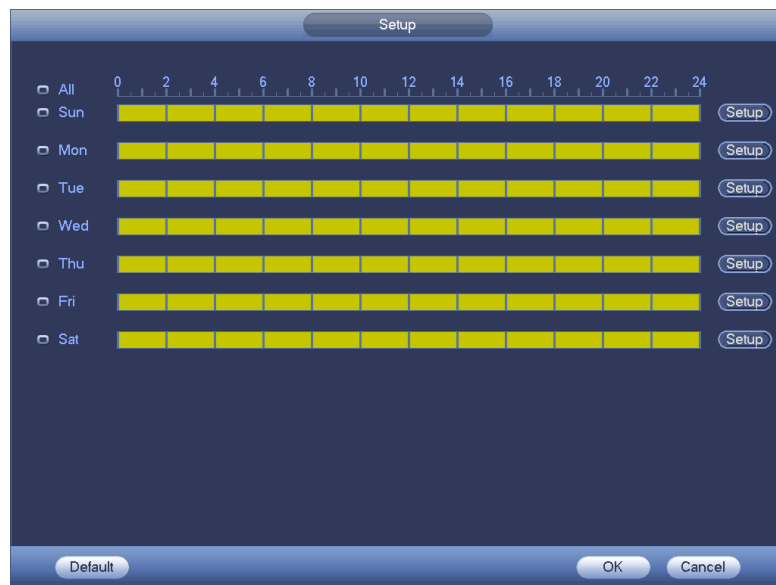 Setup
All 0 2 4 6 8 10 12 14 16 18 20 22 24
Sun Setup
Mon Setup
Tue Setup
Wed Setup
Thu Setup
Fri Setup
Sat Setup
Default OK Cancel